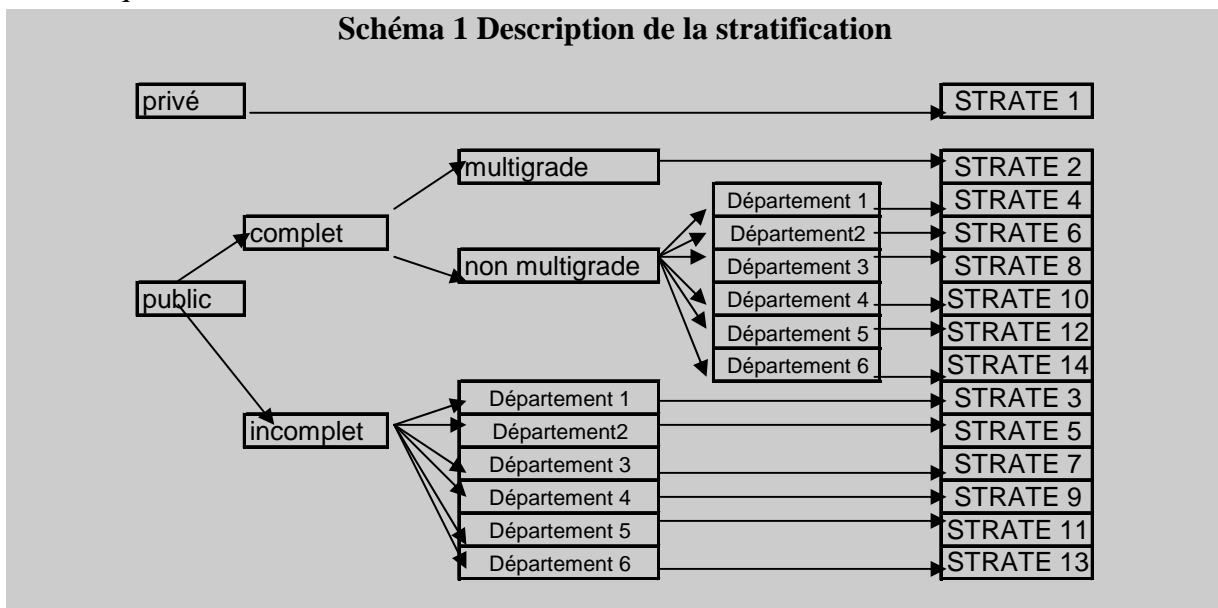 Schéma 1 Description de la stratification
privé STRATE 1
multigrade STRATE 2
Département 1 STRATE 4
complet Département2 STRATE 6
non multigrade Département 3 STRATE 8
public Département 4 STRATE 10
Département 5 STRATE 12
Département 6 STRATE 14
Département 1 STRATE 3
incomplet Département2 STRATE 5
Département 3 STRATE 7
Département 4 STRATE 9
Département 5 STRATE 11
Département 6 STRATE 13